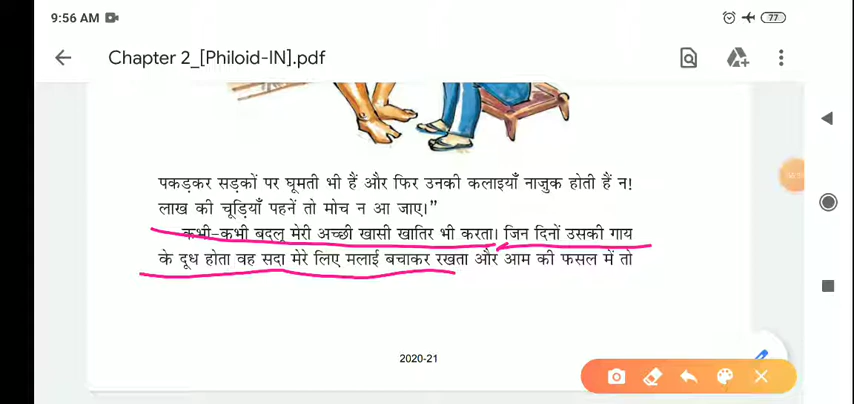 9:56 AM
77
Chapter 2_[Philoid-IN].pdf
पकड़कर सड़कों पर घूमती भी हैं और फिर उनकी कलाइयाँ नाज़ुक होती हैं न!
लाख की चूड़ियाँ पहनें तो मोच न आ जाए।”
कभी-कभी बदलू मेरी अच्छी खासी खातिर भी करता। जिन दिनों उसकी गाय
के दूध होता वह सदा मेरे लिए मलाई बचाकर रखता और आम की फसल में तो
2020-21